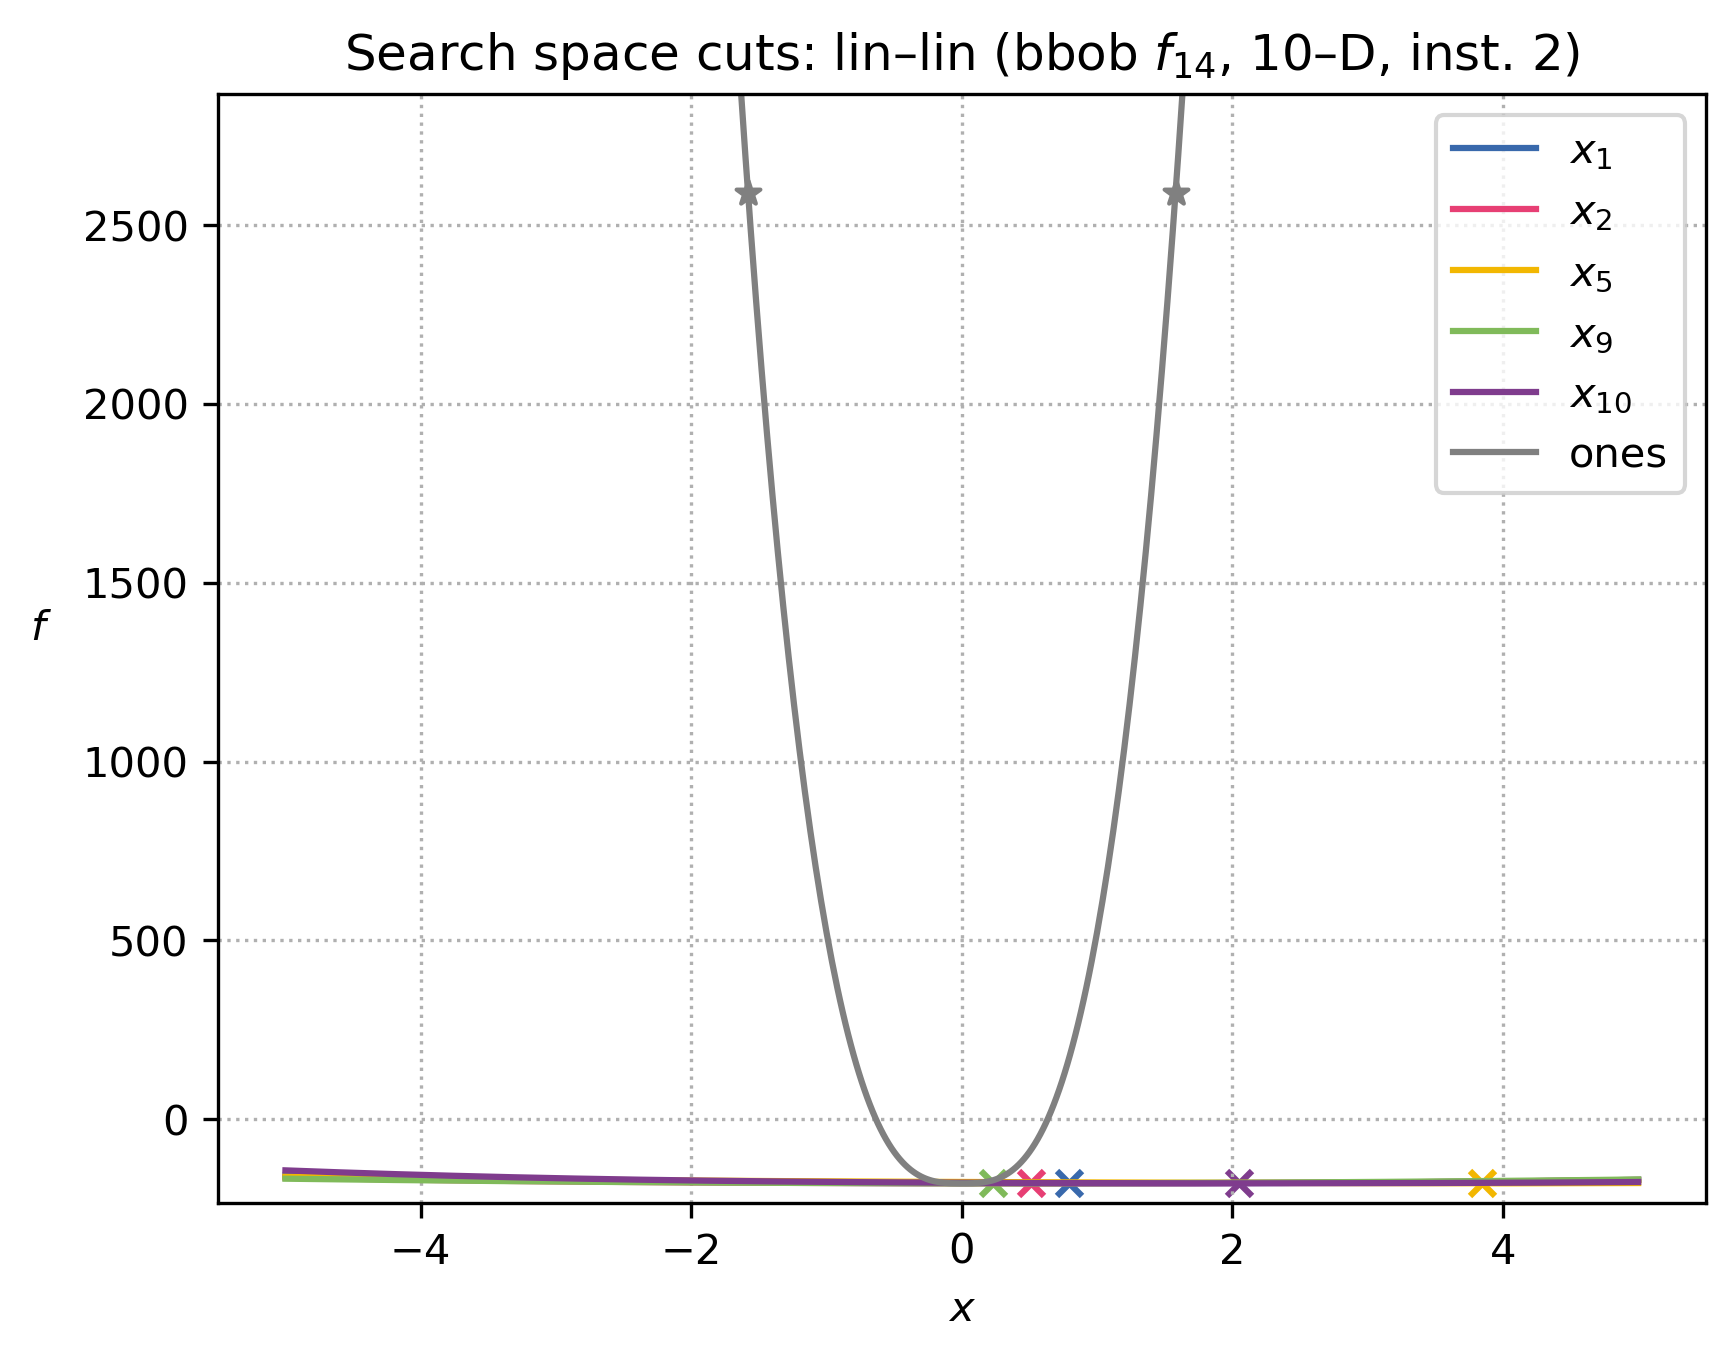 Search space cuts: lin–lin (bbob f₁₄, 10–D, inst. 2)
x₁
x₂
x₅
x₉
x₁₀
ones
2500
2000
1500
1000
500
0
f
−4 −2 0 2 4
x